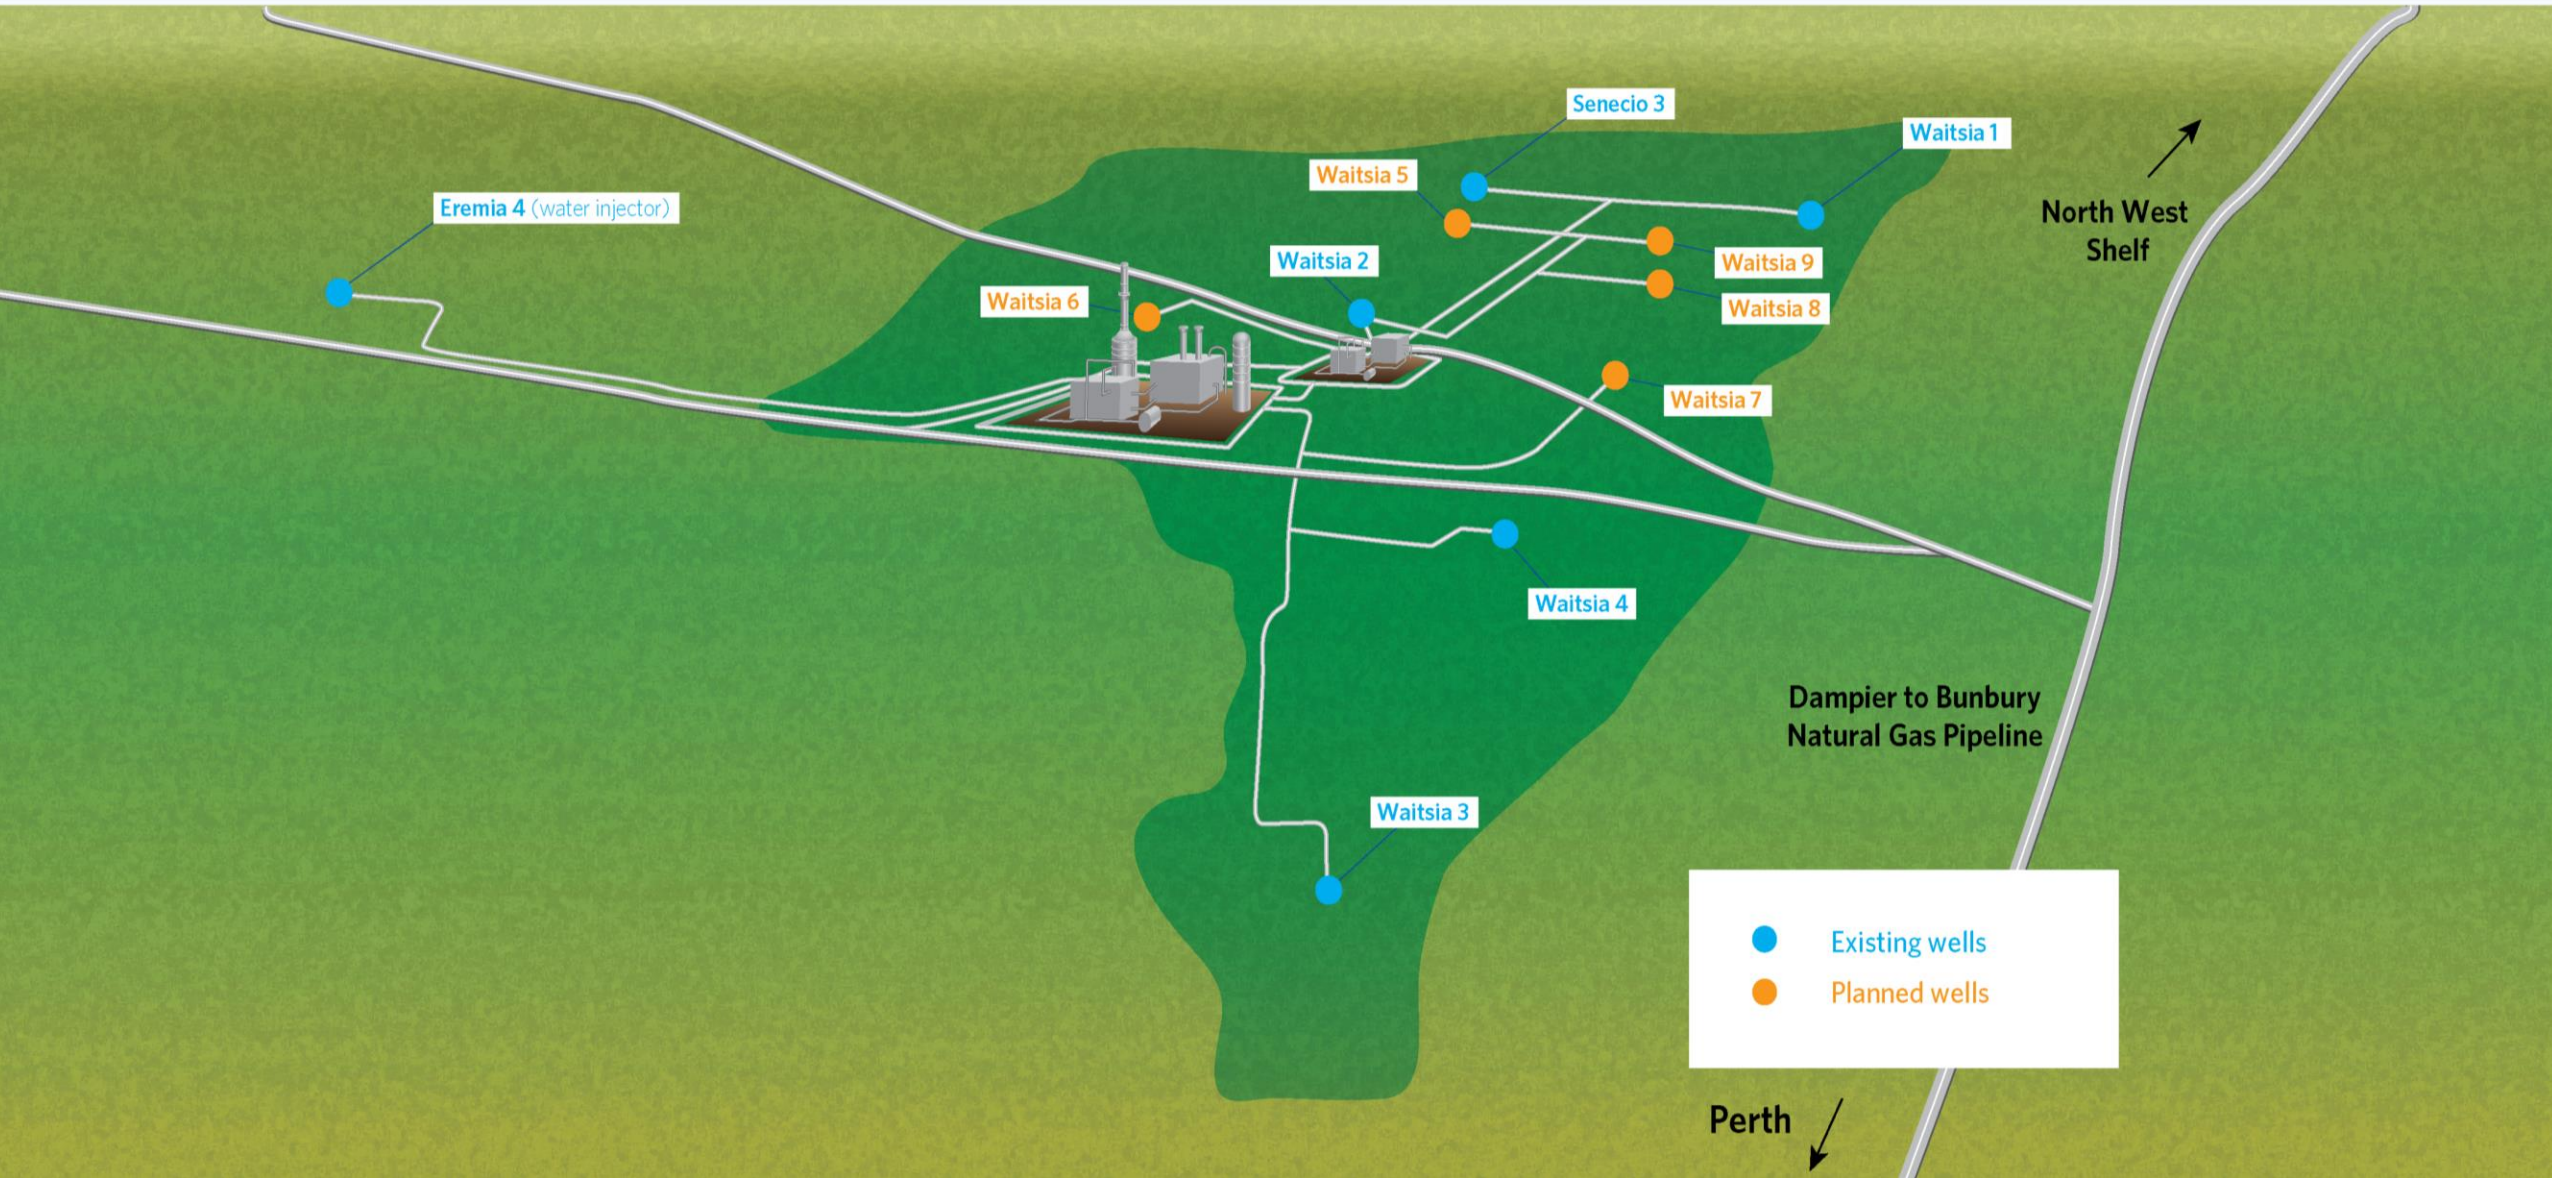 Senecio 3
Waitsia 1
Waitsia 5
Eremia 4 (water injector)
North West
Shelf
Waitsia 2
Waitsia 9
Waitsia 6
Waitsia 8
Waitsia 7
Waitsia 4
Dampier to Bunbury
Natural Gas Pipeline
Waitsia 3
Existing wells
Planned wells
Perth